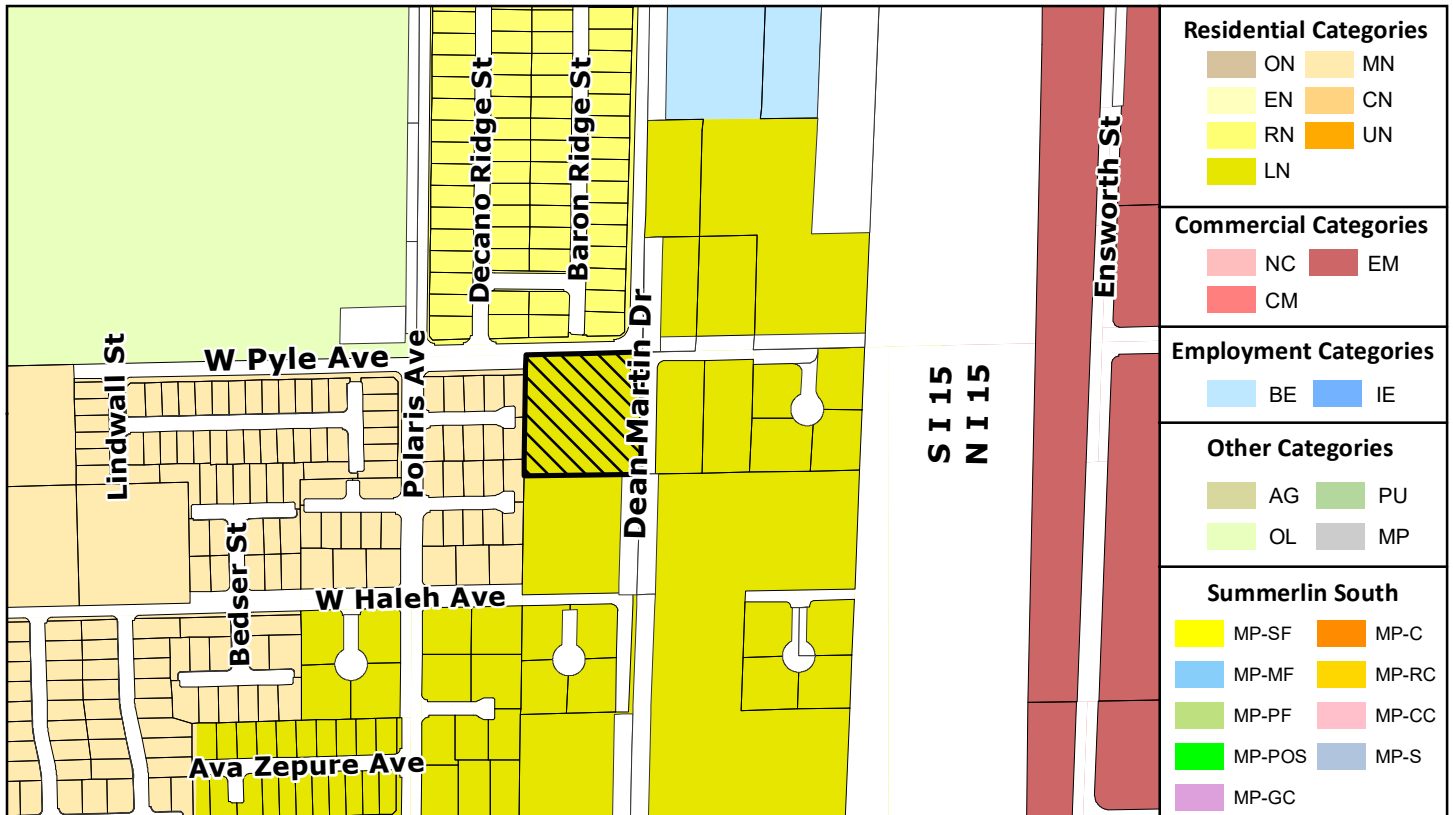 Decano Ridge St
Baron Ridge St
Ensworth St
Dean Martin Dr
W Pyle Ave
Lindwall St
Polaris Ave
S I 15
N I 15
Bedser St
W Haleh Ave
Ava Zepure Ave
Residential Categories
ON MN
EN CN
RN UN
LN
Commercial Categories
NC EM
CM
Employment Categories
BE IE
Other Categories
AG PU
OL MP
Summerlin South
MP-SF MP-C
MP-MF MP-RC
MP-PF MP-CC
MP-POS MP-S
MP-GC